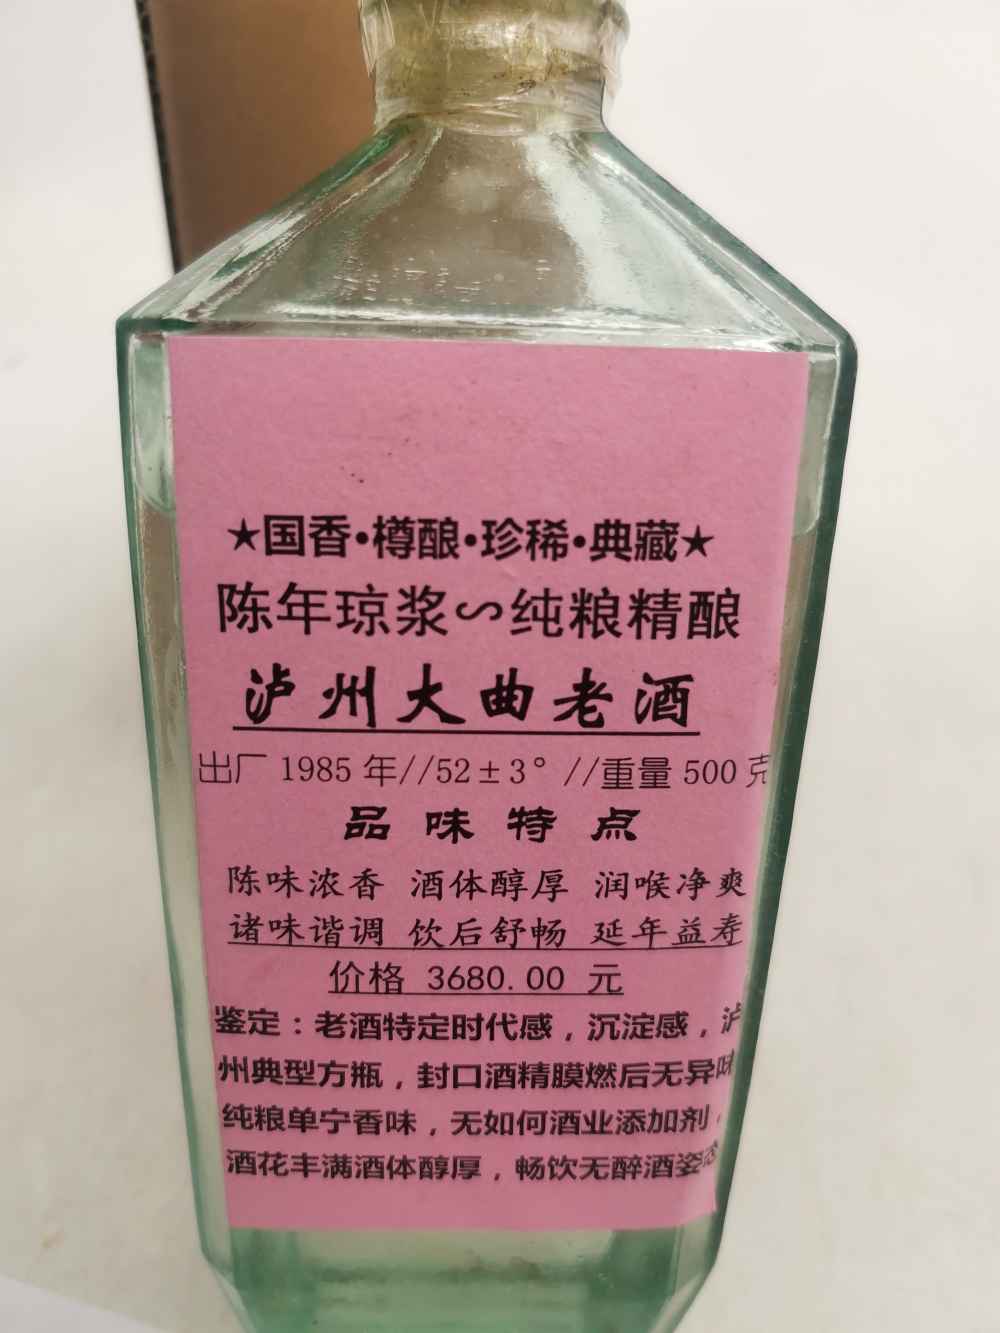 ★国香·樽酿·珍稀·典藏★
陈年琼浆∽纯粮精酿
泸州大曲老酒
出厂 1985 年//52±3°//重量 500 克
品味特点
陈味浓香 酒体醇厚 润喉净爽
诸味谐调 饮后舒畅 延年益寿
价格 3680.00 元
鉴定：老酒特定时代感，沉淀感，泸
州典型方瓶，封口酒精膜燃后无异味
纯粮单宁香味，无如何酒业添加剂，
酒花丰满酒体醇厚，畅饮无醉酒姿态